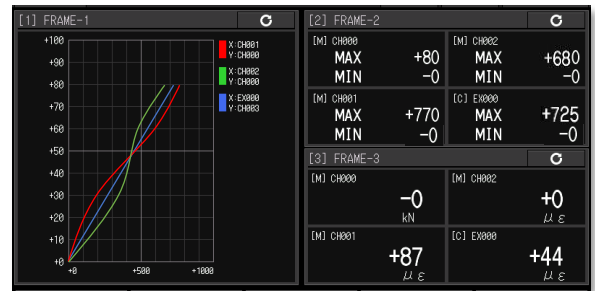 [1] FRAME-1
+100
+90
+80
+70
+60
+50
+40
+30
+20
+10
+0
+0 +500 +1000
X:CH001
Y:CH000
X:CH002
Y:CH000
X:EX000
Y:CH003
[2] FRAME-2
[M] CH000
MAX +80
MIN -0
[M] CH002
MAX +680
MIN -0
[M] CH001
MAX +770
MIN -0
[C] EX000
MAX +725
MIN -0
[3] FRAME-3
[M] CH000
-0
kN
[M] CH002
+0
με
[M] CH001
+87
με
[C] EX000
+44
με